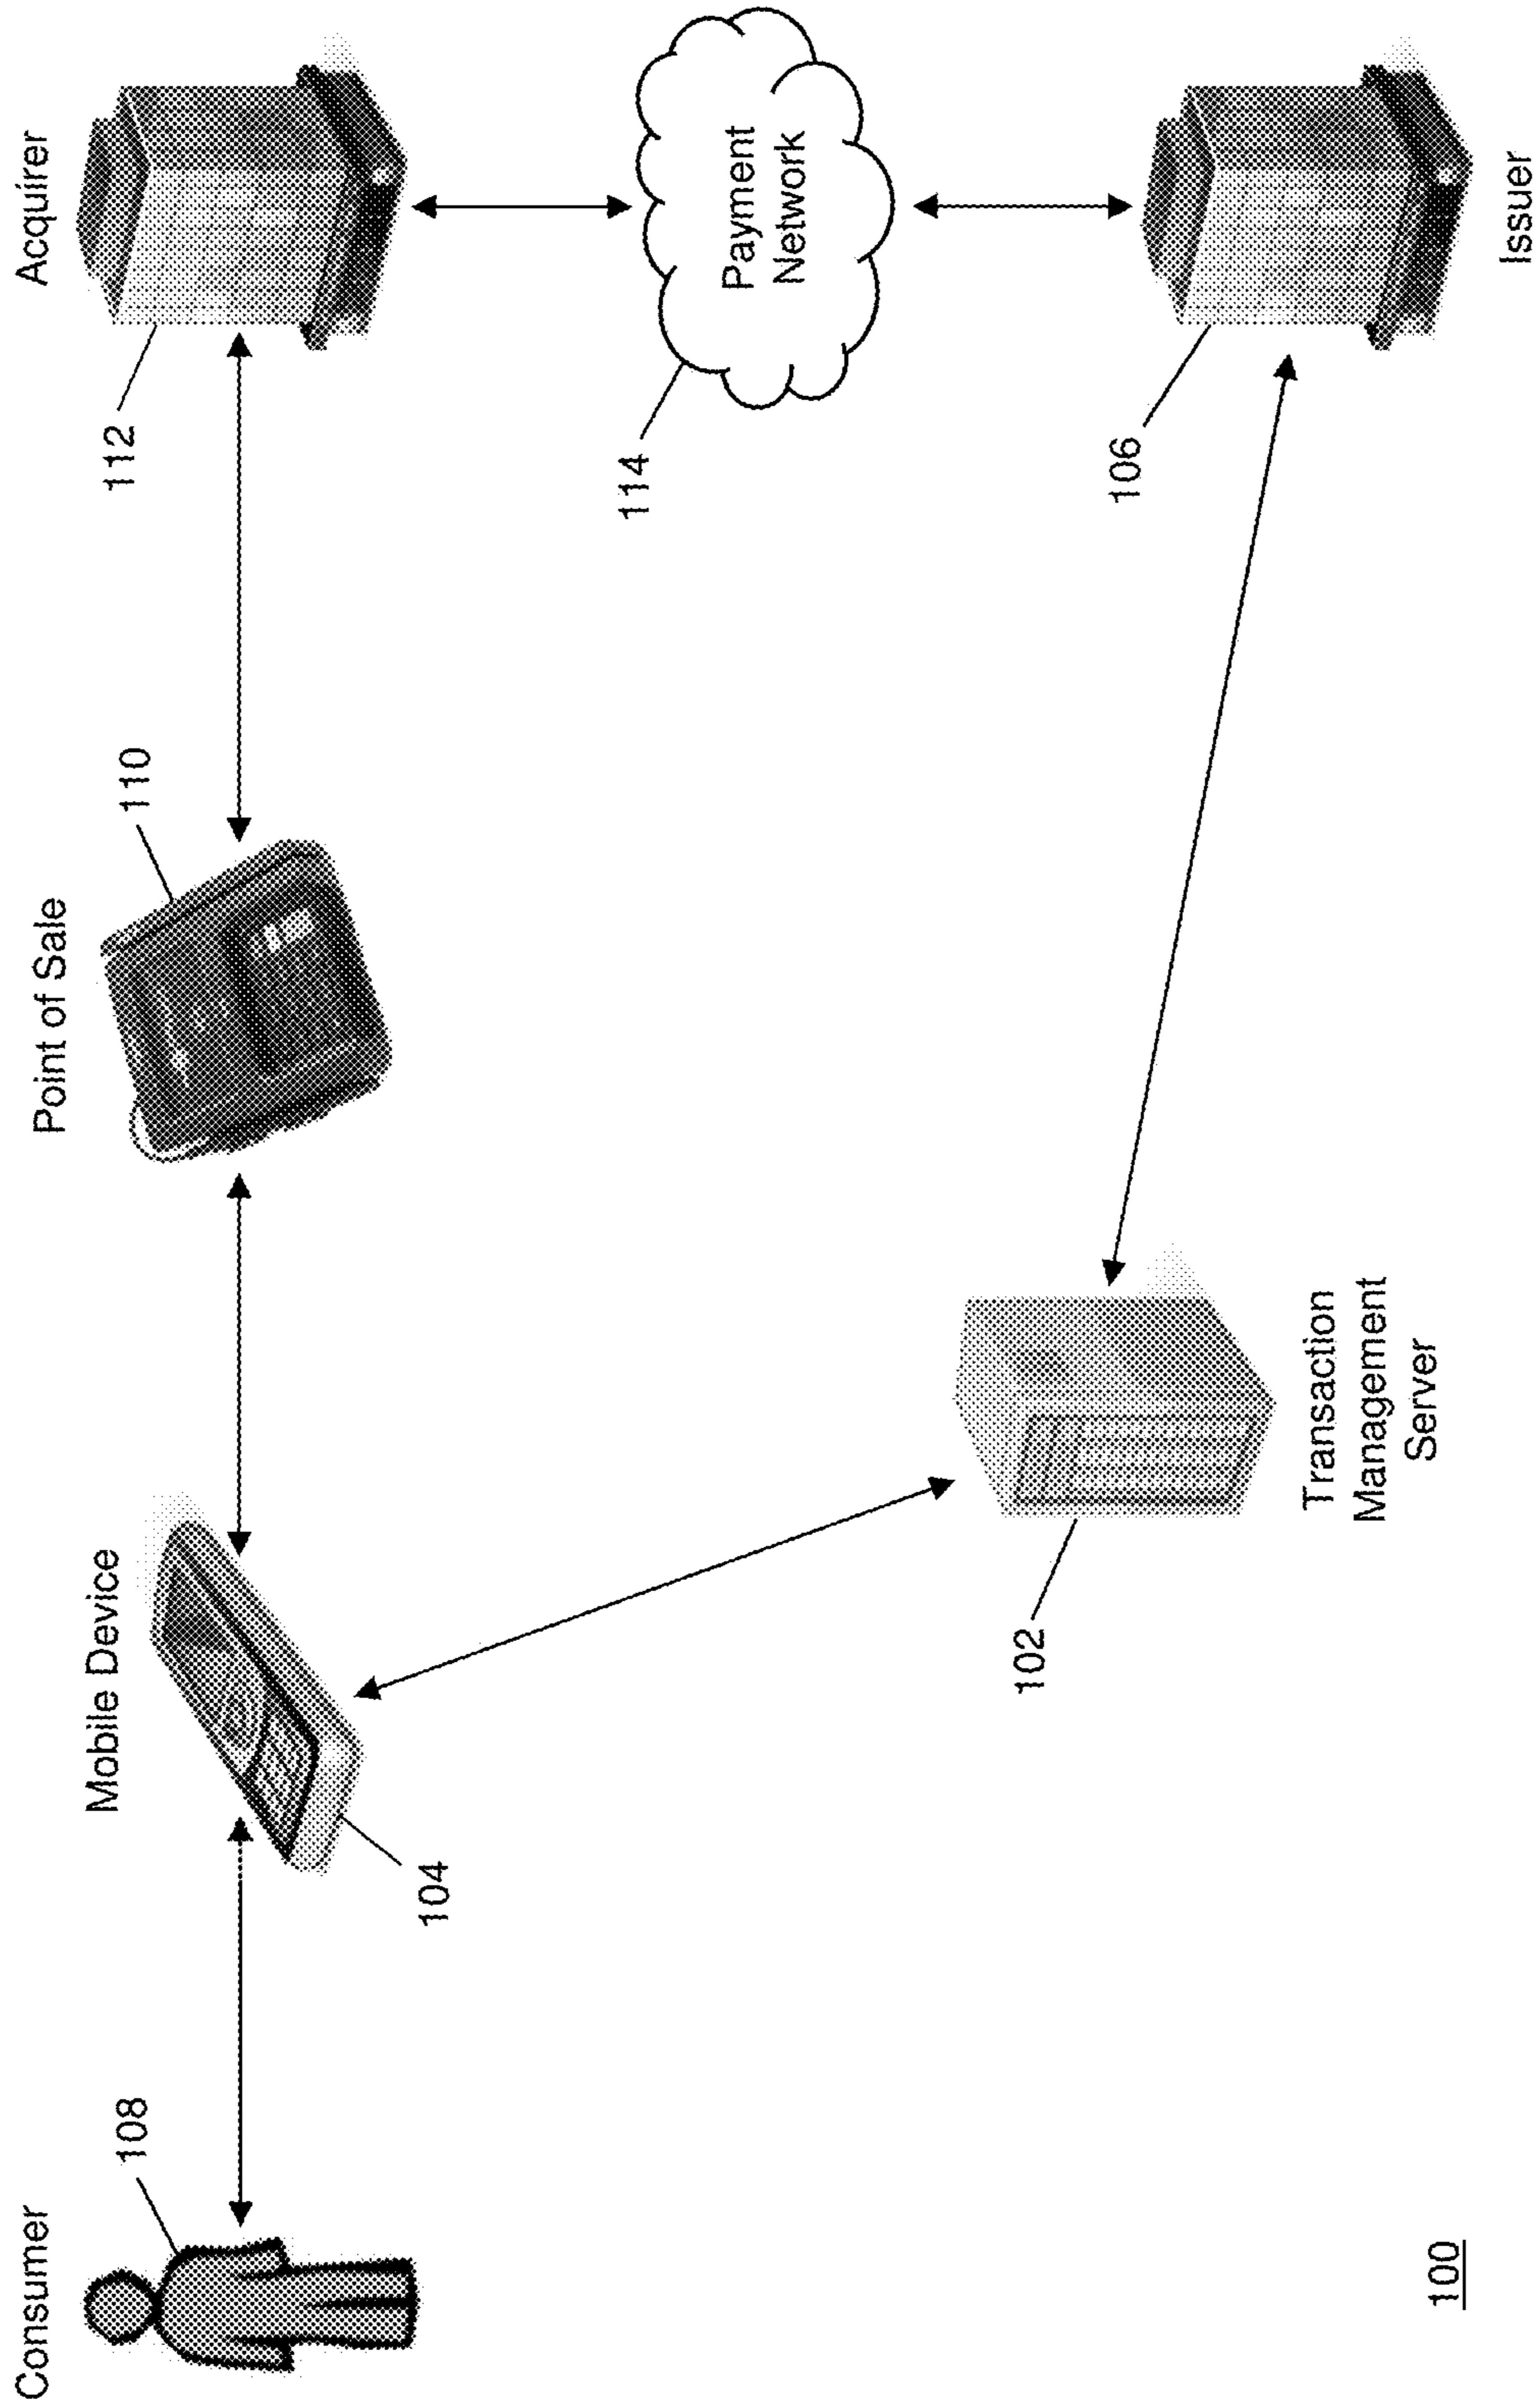 Consumer
108
Mobile Device
104
Point of Sale
110
Acquirer
112
Payment
Network
114
102
Transaction
Management
Server
106
Issuer
100